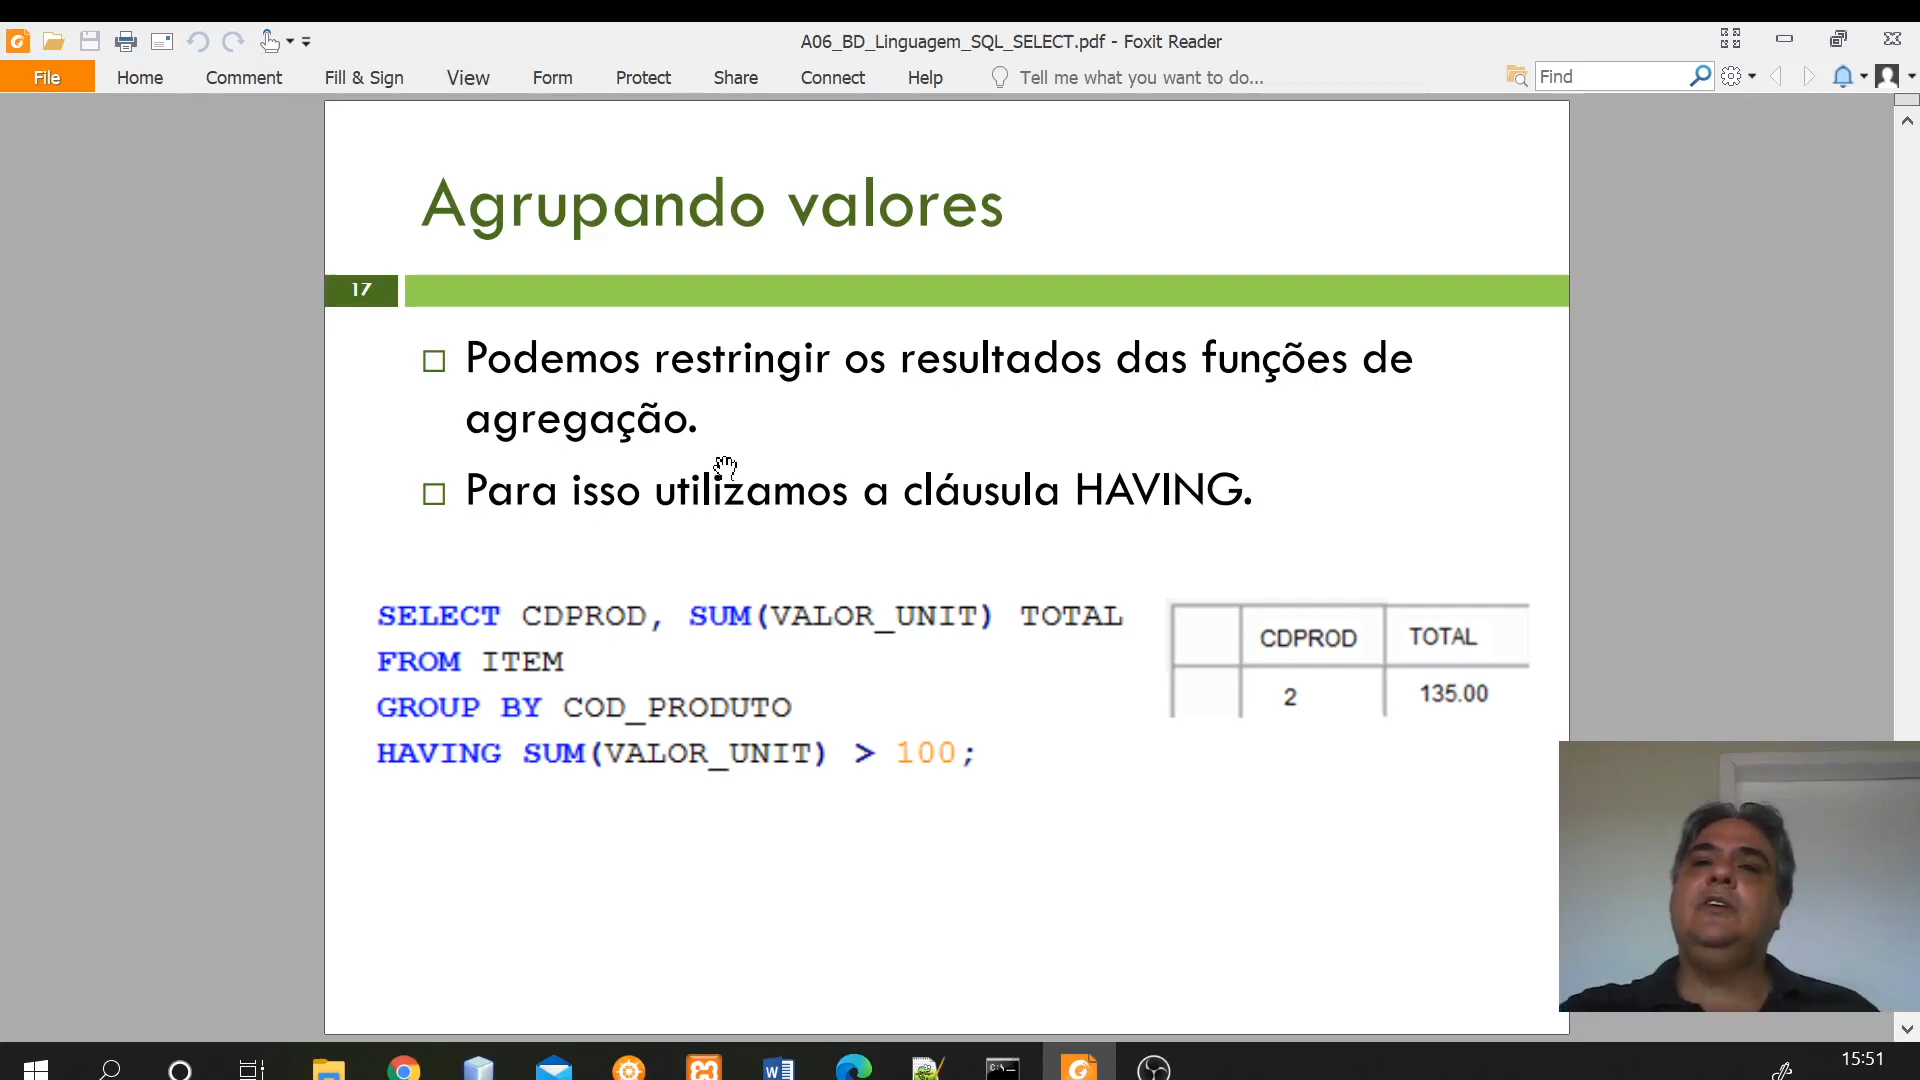 A06_BD_Linguagem_SQL_SELECT.pdf - Foxit Reader
File Home Comment Fill & Sign View Form Protect Share Connect Help Tell me what you want to do... Find
Agrupando valores
17
Podemos restringir os resultados das funções de
agregação.
Para isso utilizamos a cláusula HAVING.
SELECT CDPROD, SUM(VALOR_UNIT) TOTAL
FROM ITEM
GROUP BY COD_PRODUTO
HAVING SUM(VALOR_UNIT) > 100;
CDPROD TOTAL
2 135.00
15:51